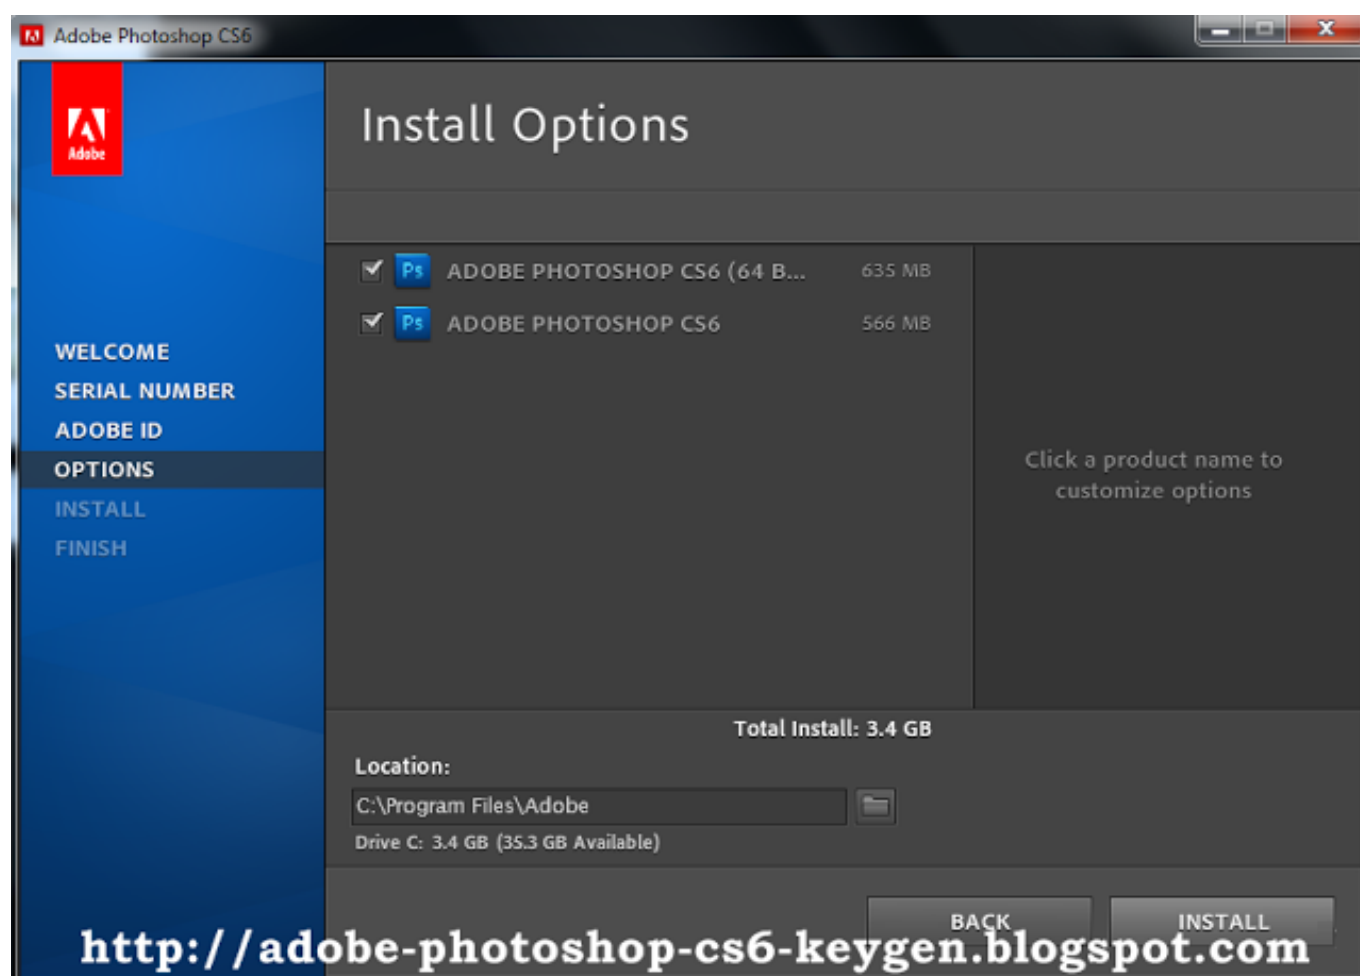 Adobe Photoshop CS6
Adobe
Install Options
Ps ADOBE PHOTOSHOP CS6 (64 B... 635 MB
Ps ADOBE PHOTOSHOP CS6 566 MB
WELCOME
SERIAL NUMBER
ADOBE ID
OPTIONS
INSTALL
FINISH
Click a product name to
customize options
Total Install: 3.4 GB
Location:
C:\Program Files\Adobe
Drive C: 3.4 GB (35.3 GB Available)
BACK INSTALL
http://adobe-photoshop-cs6-keygen.blogspot.com